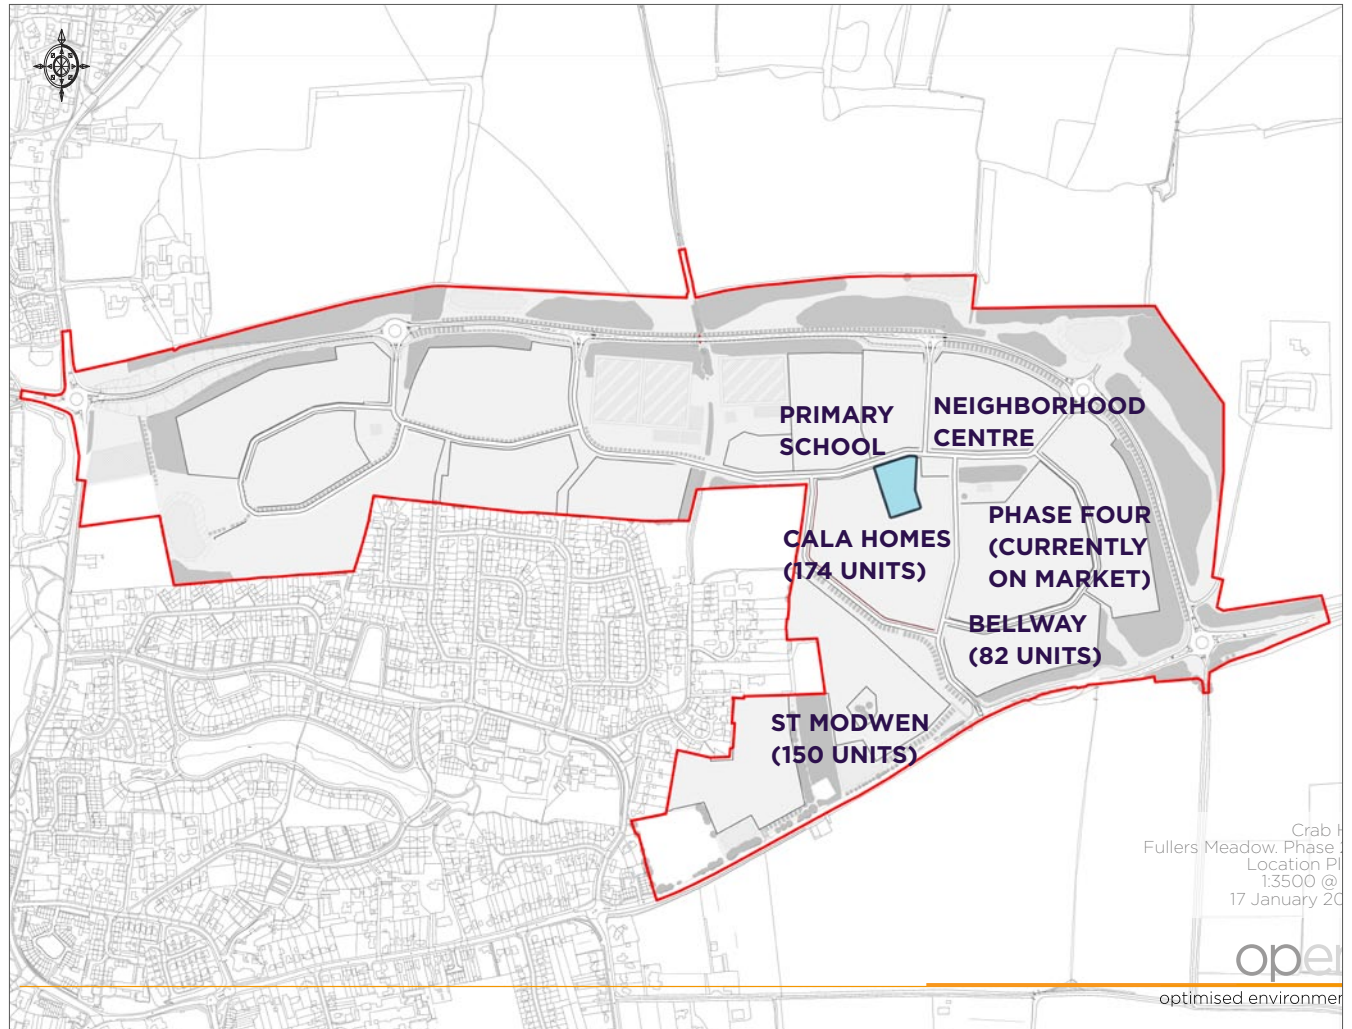 PRIMARY
SCHOOL
NEIGHBORHOOD
CENTRE
CALA HOMES
(174 UNITS)
PHASE FOUR
(CURRENTLY
ON MARKET)
BELLWAY
(82 UNITS)
ST MODWEN
(150 UNITS)
Crab
Fullers Meadow. Phase
Location
1:3500 @
17 January
optimised